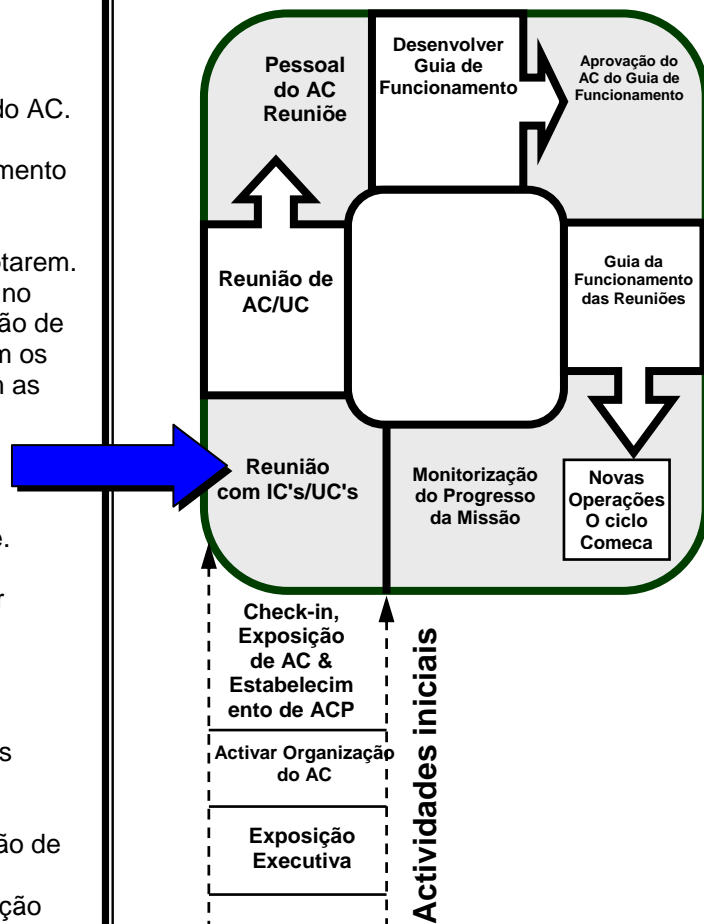 do AC.
mento
otarem.
no
ão de
m os
n as
e.
r
s
ão de
ção
Pessoal
do AC
Reuniõe
Desenvolver
Guia de
Funcionamento
Aprovação do
AC do Guia de
Funcionamento
Reunião de
AC/UC
Guia da
Funcionamento
das Reuniões
Reunião
com IC's/UC's
Monitorização
do Progresso
da Missão
Novas
Operações
O ciclo
Comeca
Check-in,
Exposição
de AC &
Estabelecim
ento de ACP
Activar Organização
do AC
Exposição
Executiva
Actividades iniciais